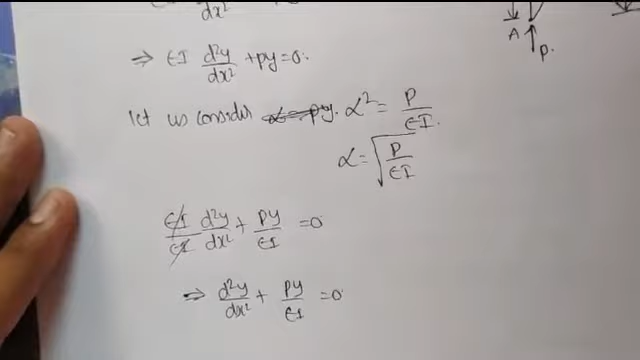 dx²
⇒ EI d²y/dx² + py = 0.
A
P.
let us consider α² = P/EI.
α = √(P/EI)
EI/EI d²y/dx² + Py/EI = 0
⇒ d²y/dx² + Py/EI = 0